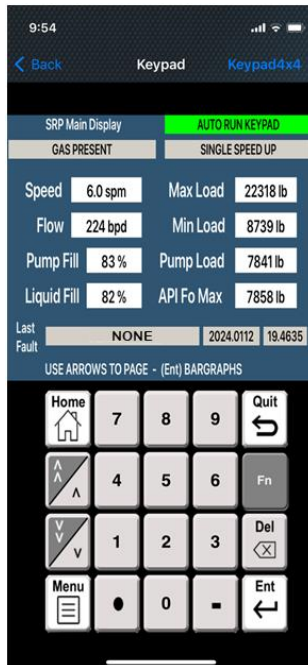 9:54
Back Keypad Keypad4x4
SRP Main Display AUTO RUN KEYPAD
GAS PRESENT SINGLE SPEED UP
Speed 6.0 spm Max Load 22318 lb
Flow 224 bpd Min Load 8739 lb
Pump Fill 83 % Pump Load 7841 lb
Liquid Fill 82 % API Fo Max 7858 lb
Last Fault NONE 2024.0112 19.4635
USE ARROWS TO PAGE - (Ent) BARGRAPHS
Home 7 8 9 Quit
4 5 6 Fn
1 2 3 Del
Menu • 0 - Ent